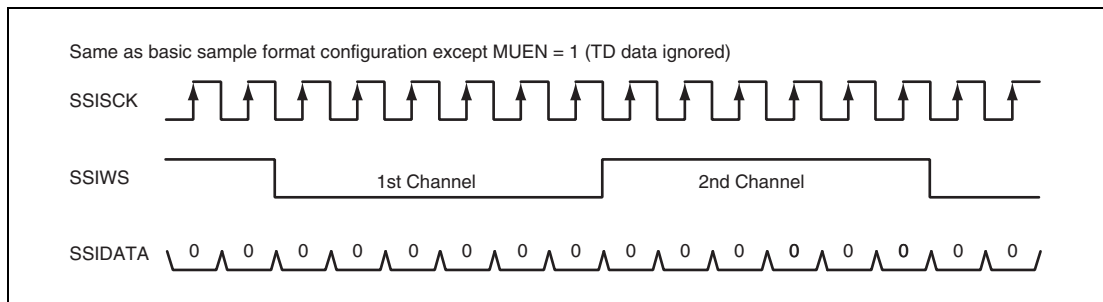 Same as basic sample format configuration except MUEN = 1 (TD data ignored)
SSISCK
SSIWS 1st Channel 2nd Channel
SSIDATA 0 0 0 0 0 0 0 0 0 0 0 0 0 0 0 0